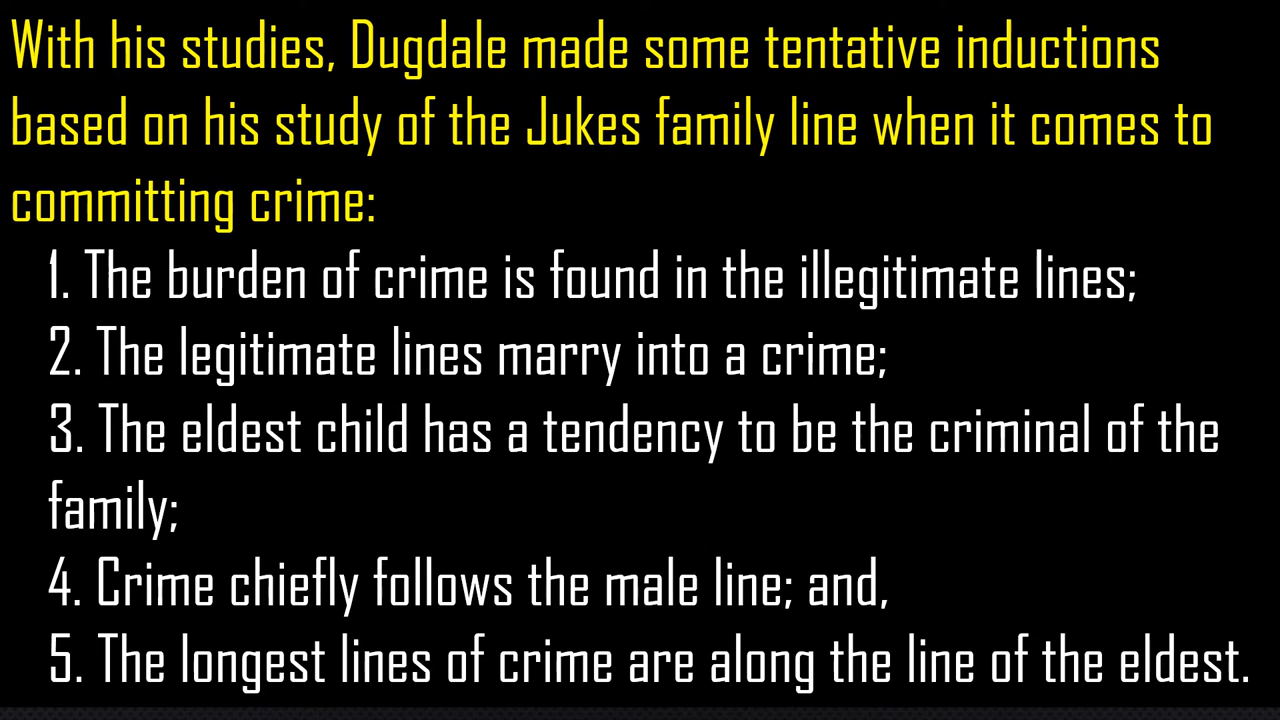 With his studies, Dugdale made some tentative inductions
based on his study of the Jukes family line when it comes to
committing crime:
1. The burden of crime is found in the illegitimate lines;
2. The legitimate lines marry into a crime;
3. The eldest child has a tendency to be the criminal of the
family;
4. Crime chiefly follows the male line; and,
5. The longest lines of crime are along the line of the eldest.